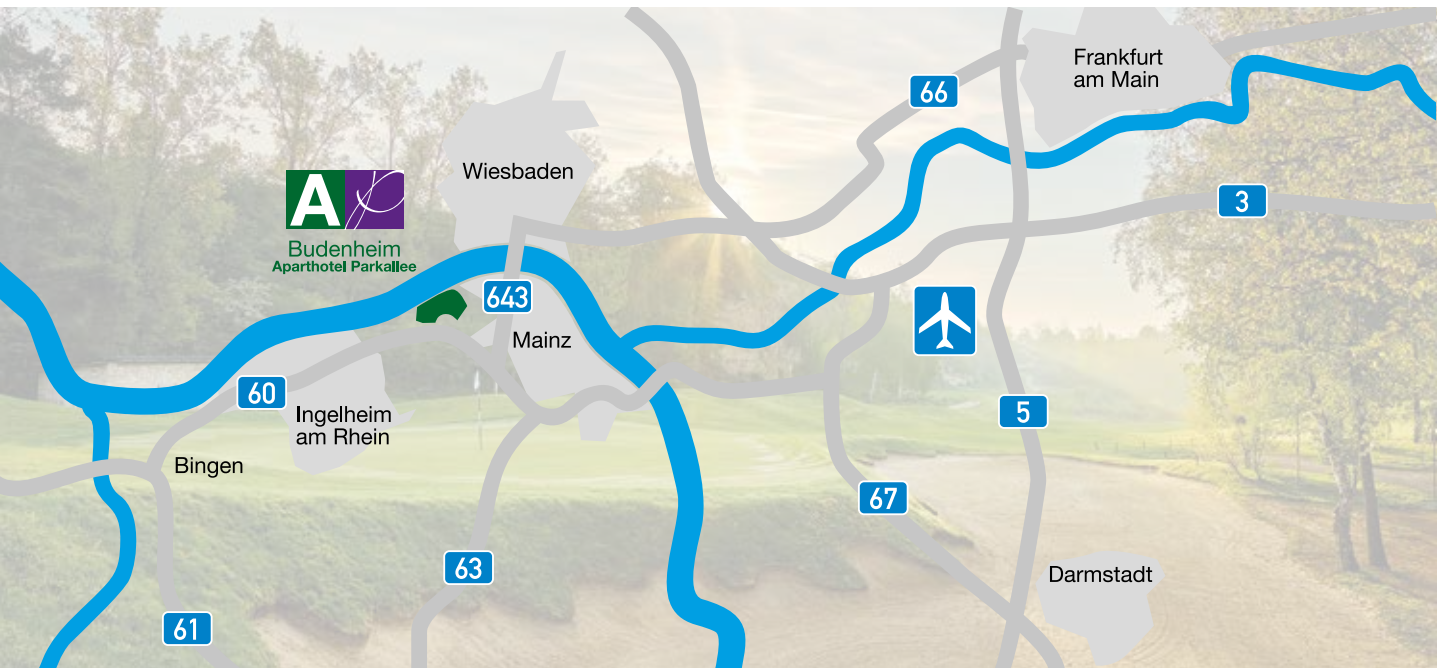 Frankfurt
am Main
66
Wiesbaden
3
A
Budenheim
Aparthotel Parkallee
643
Mainz
60
Ingelheim
am Rhein
5
Bingen
67
63
Darmstadt
61